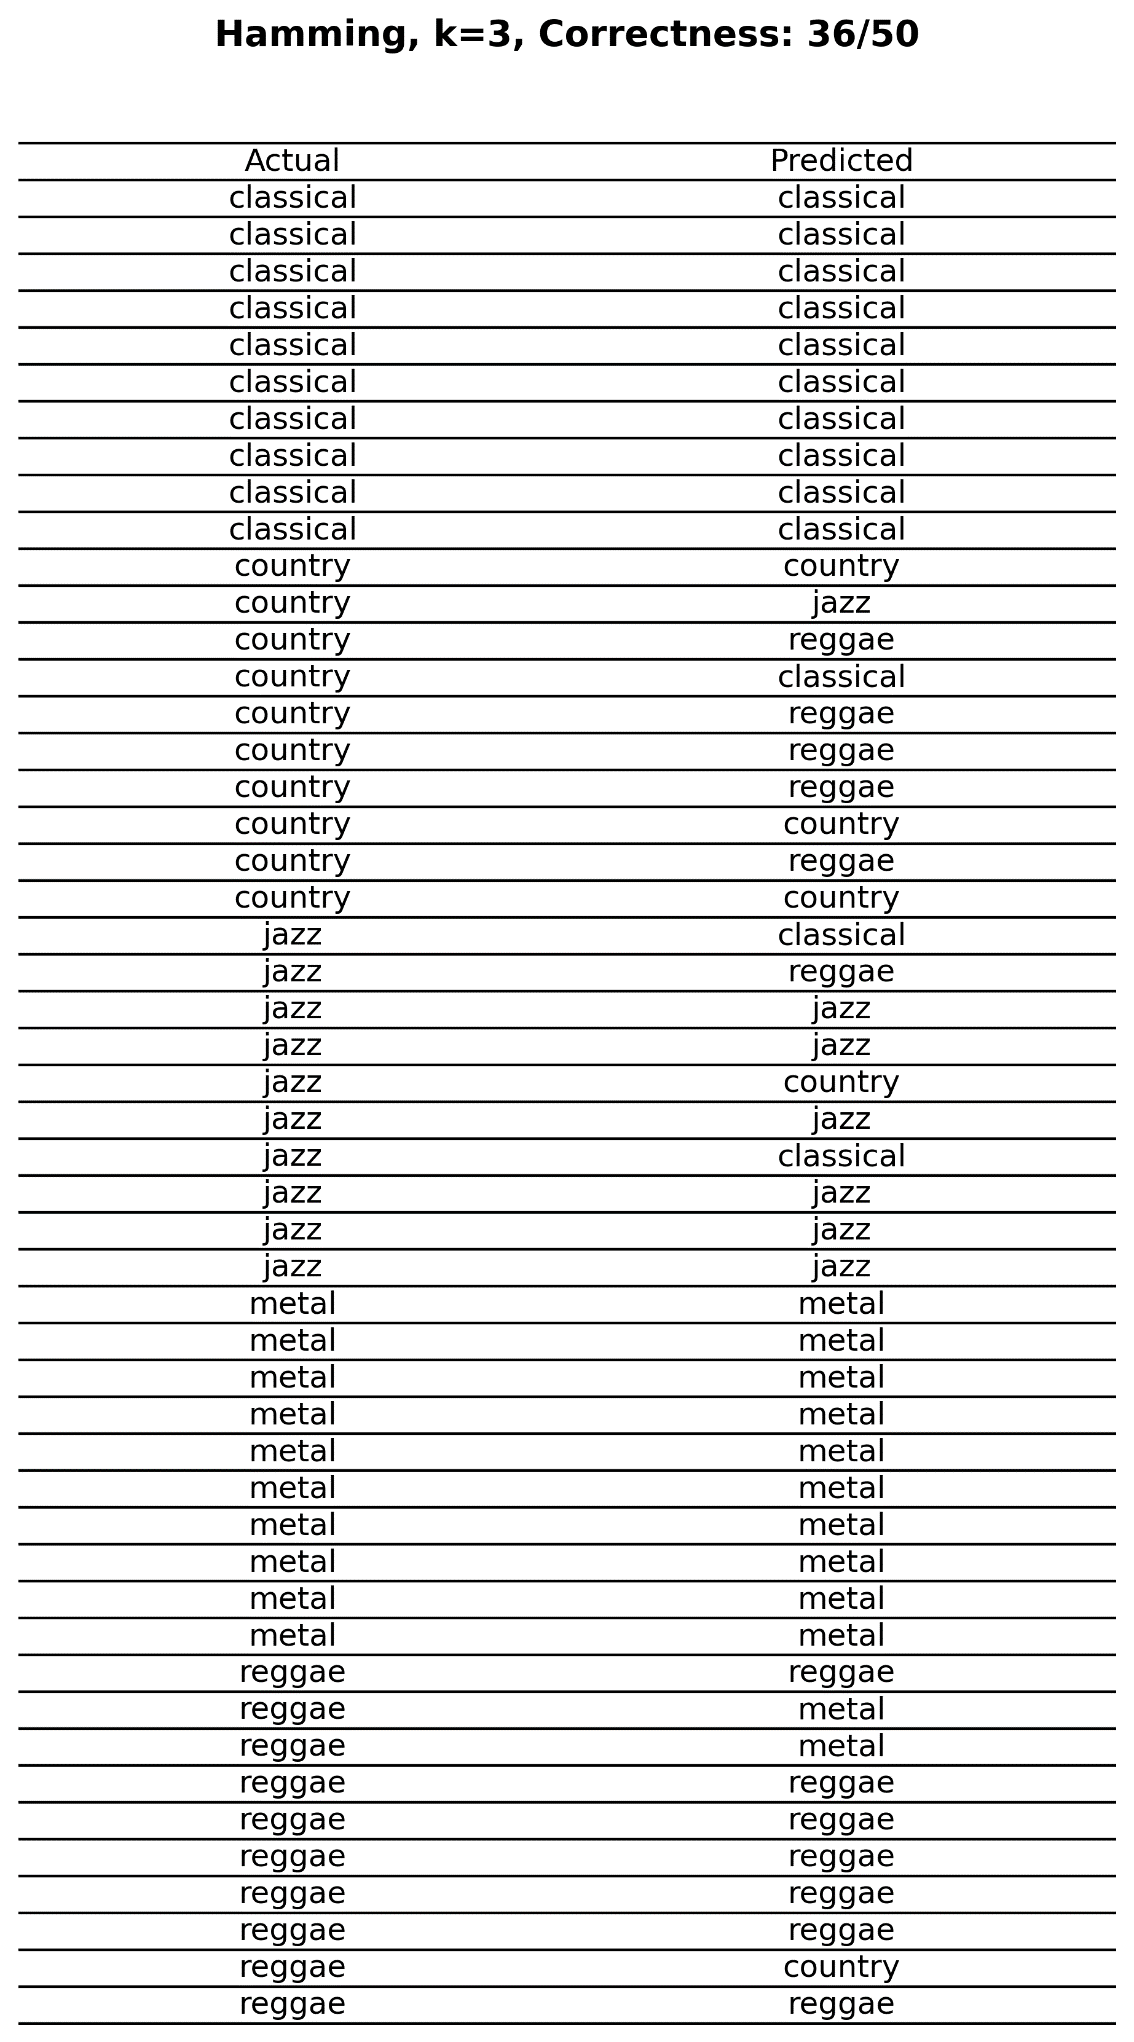 Hamming, k=3, Correctness: 36/50
Actual Predicted
classical classical
classical classical
classical classical
classical classical
classical classical
classical classical
classical classical
classical classical
classical classical
classical classical
country country
country jazz
country reggae
country classical
country reggae
country reggae
country reggae
country country
country reggae
country country
jazz classical
jazz reggae
jazz jazz
jazz jazz
jazz country
jazz jazz
jazz classical
jazz jazz
jazz jazz
jazz jazz
metal metal
metal metal
metal metal
metal metal
metal metal
metal metal
metal metal
metal metal
metal metal
metal metal
reggae reggae
reggae metal
reggae metal
reggae reggae
reggae reggae
reggae reggae
reggae reggae
reggae reggae
reggae country
reggae reggae